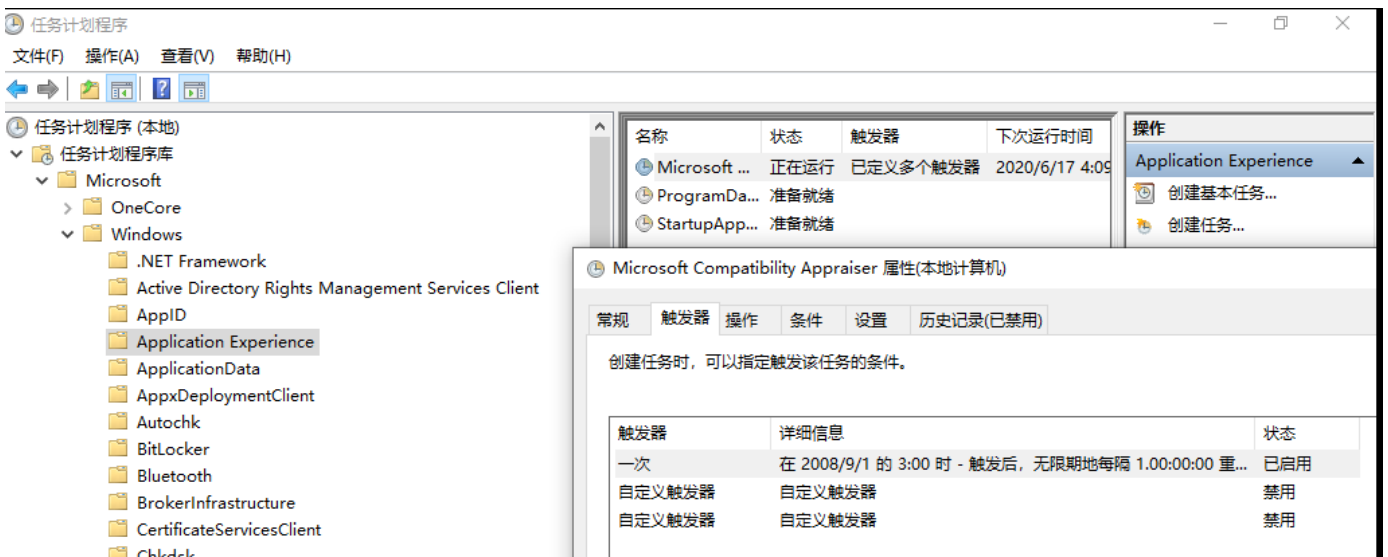 任务计划程序
文件(F) 操作(A) 查看(V) 帮助(H)
任务计划程序 (本地)
任务计划程序库
Microsoft
OneCore
Windows
.NET Framework
Active Directory Rights Management Services Client
AppID
Application Experience
ApplicationData
AppxDeploymentClient
Autochk
BitLocker
Bluetooth
BrokerInfrastructure
CertificateServicesClient
Chkdsk
名称 状态 触发器 下次运行时间
Microsoft ... 正在运行 已定义多个触发器 2020/6/17 4:09
ProgramDa... 准备就绪
StartupApp... 准备就绪
操作
Application Experience
创建基本任务...
创建任务...
Microsoft Compatibility Appraiser 属性(本地计算机)
常规 触发器 操作 条件 设置 历史记录(已禁用)
创建任务时，可以指定触发该任务的条件。
触发器 详细信息 状态
一次 在 2008/9/1 的 3:00 时 - 触发后，无限期地每隔 1.00:00:00 重... 已启用
自定义触发器 自定义触发器 禁用
自定义触发器 自定义触发器 禁用